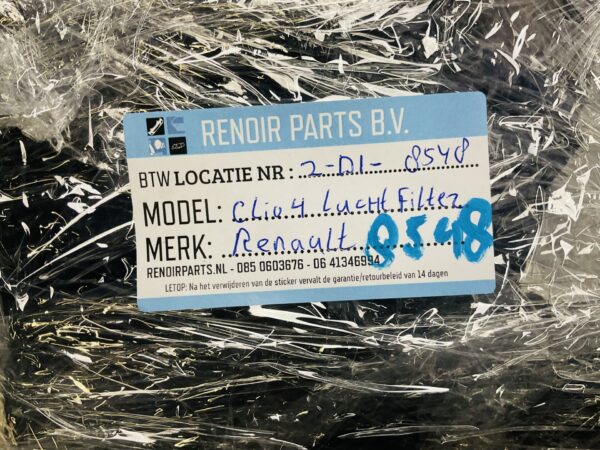 RENOIR PARTS B.V.
BTW LOCATIE NR: 2-D1- 8548
MODEL: Clio 4 lucht Filter
MERK: Renault 8548
RENOIRPARTS.NL - 085 0603676 - 06 41346994
LETOP: Na het verwijderen van de sticker vervalt de garantie/retourbeleid van 14 dagen